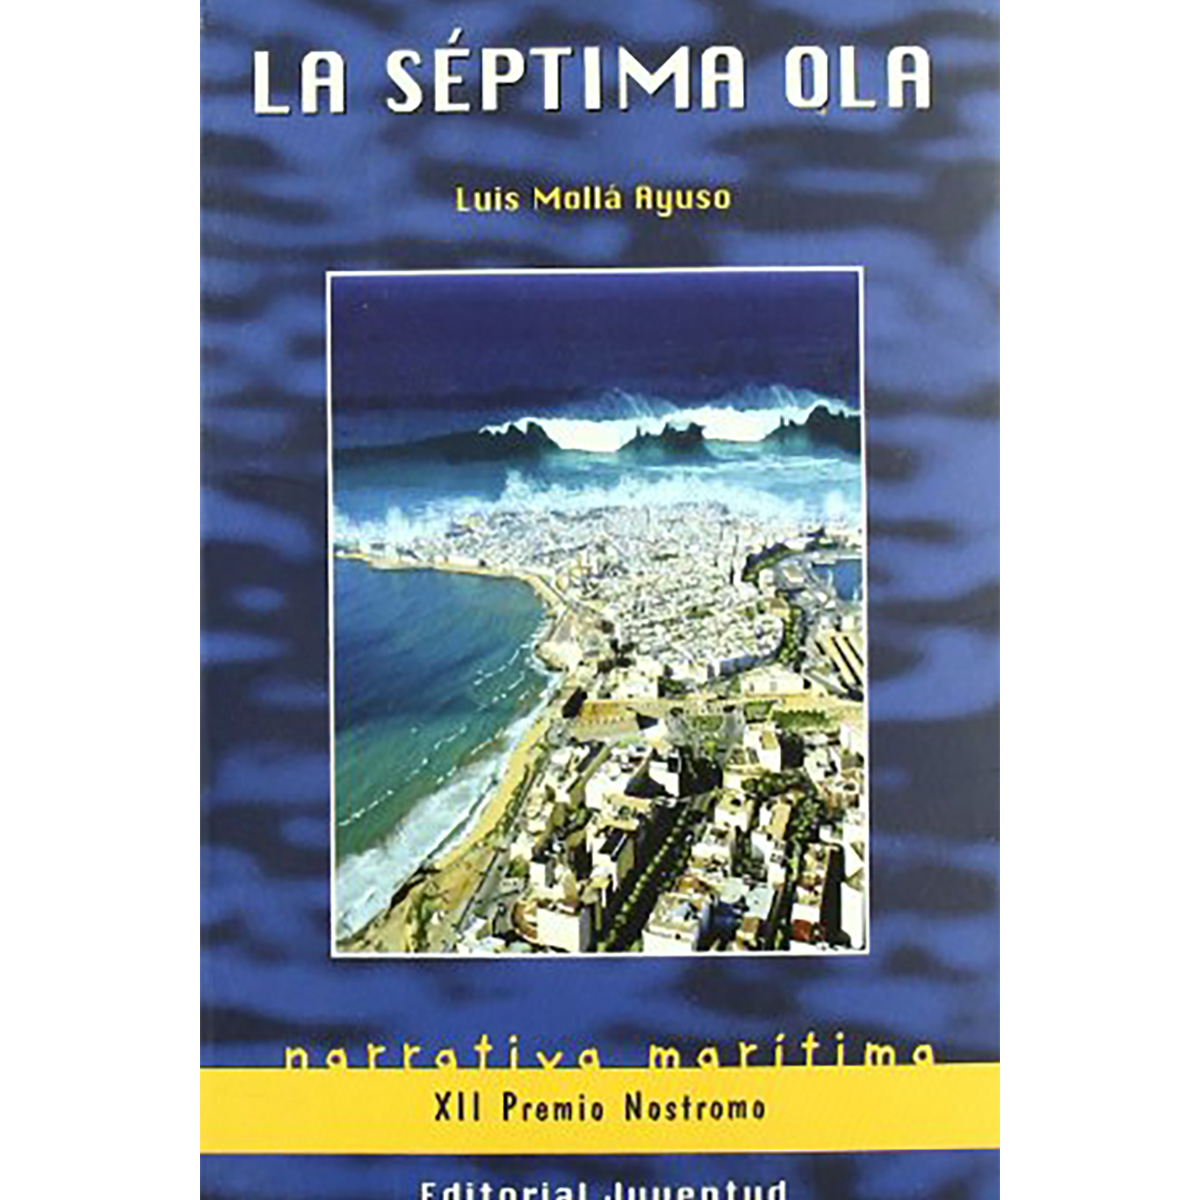 LA SÉPTIMA OLA
Luis Mollá Ayuso
narrativa marítima
XII Premio Nostromo
Editorial Juventud